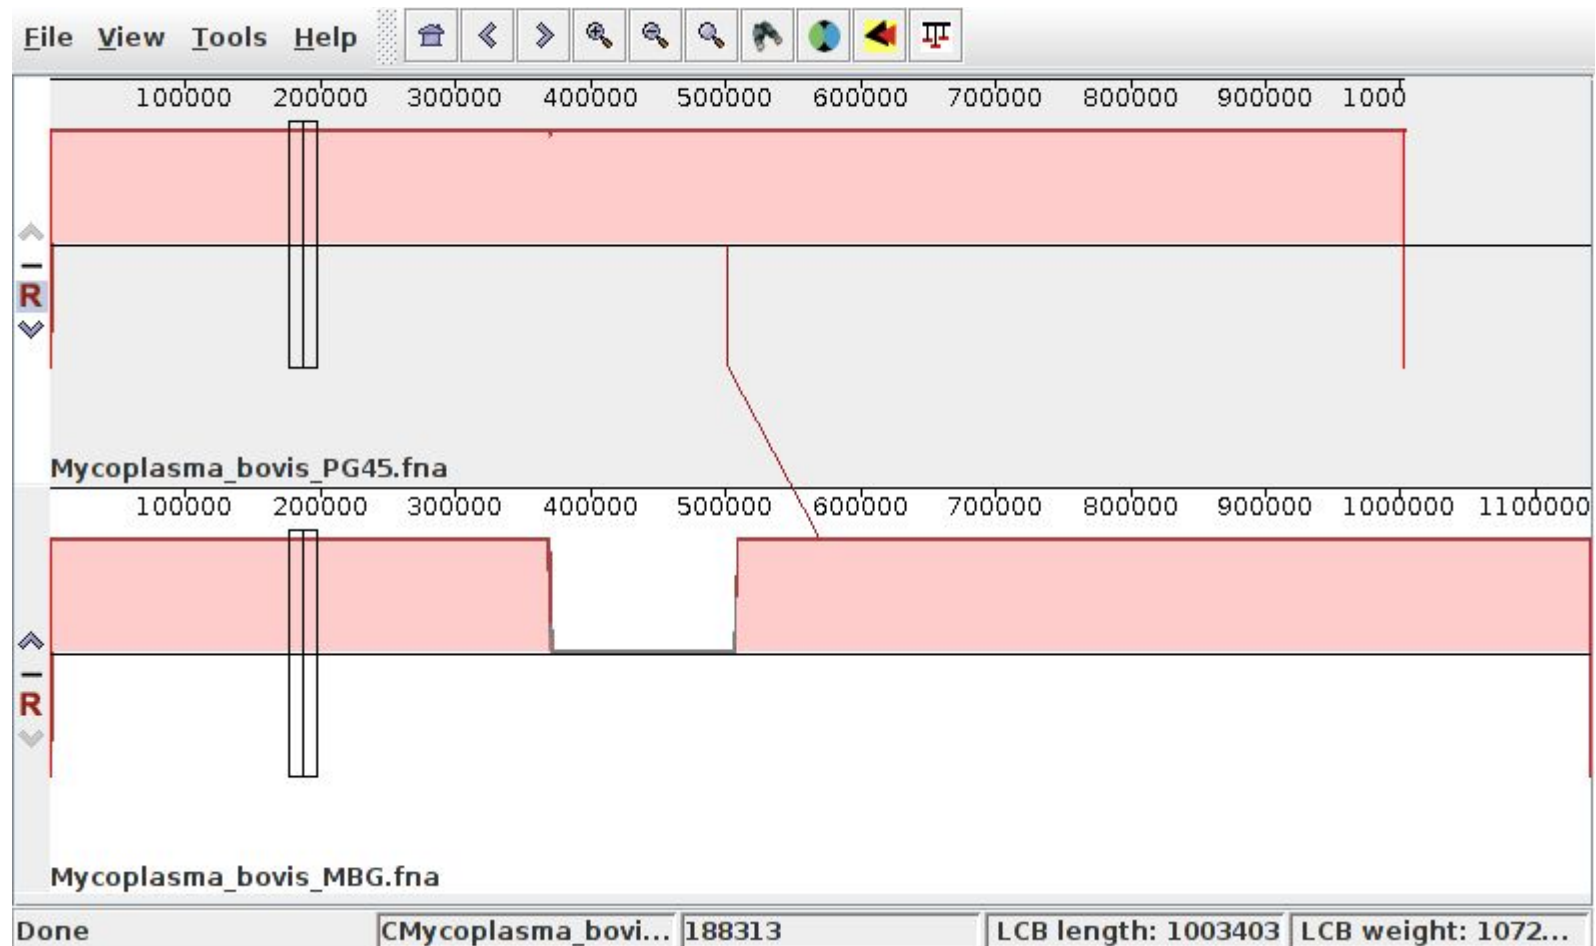 File View Tools Help
100000 200000 300000 400000 500000 600000 700000 800000 900000 1000
R
Mycoplasma_bovis_PG45.fna
100000 200000 300000 400000 500000 600000 700000 800000 900000 1000000 1100000
R
Mycoplasma_bovis_MBG.fna
Done CMycoplasma_bovi... 188313 LCB length: 1003403 LCB weight: 1072...